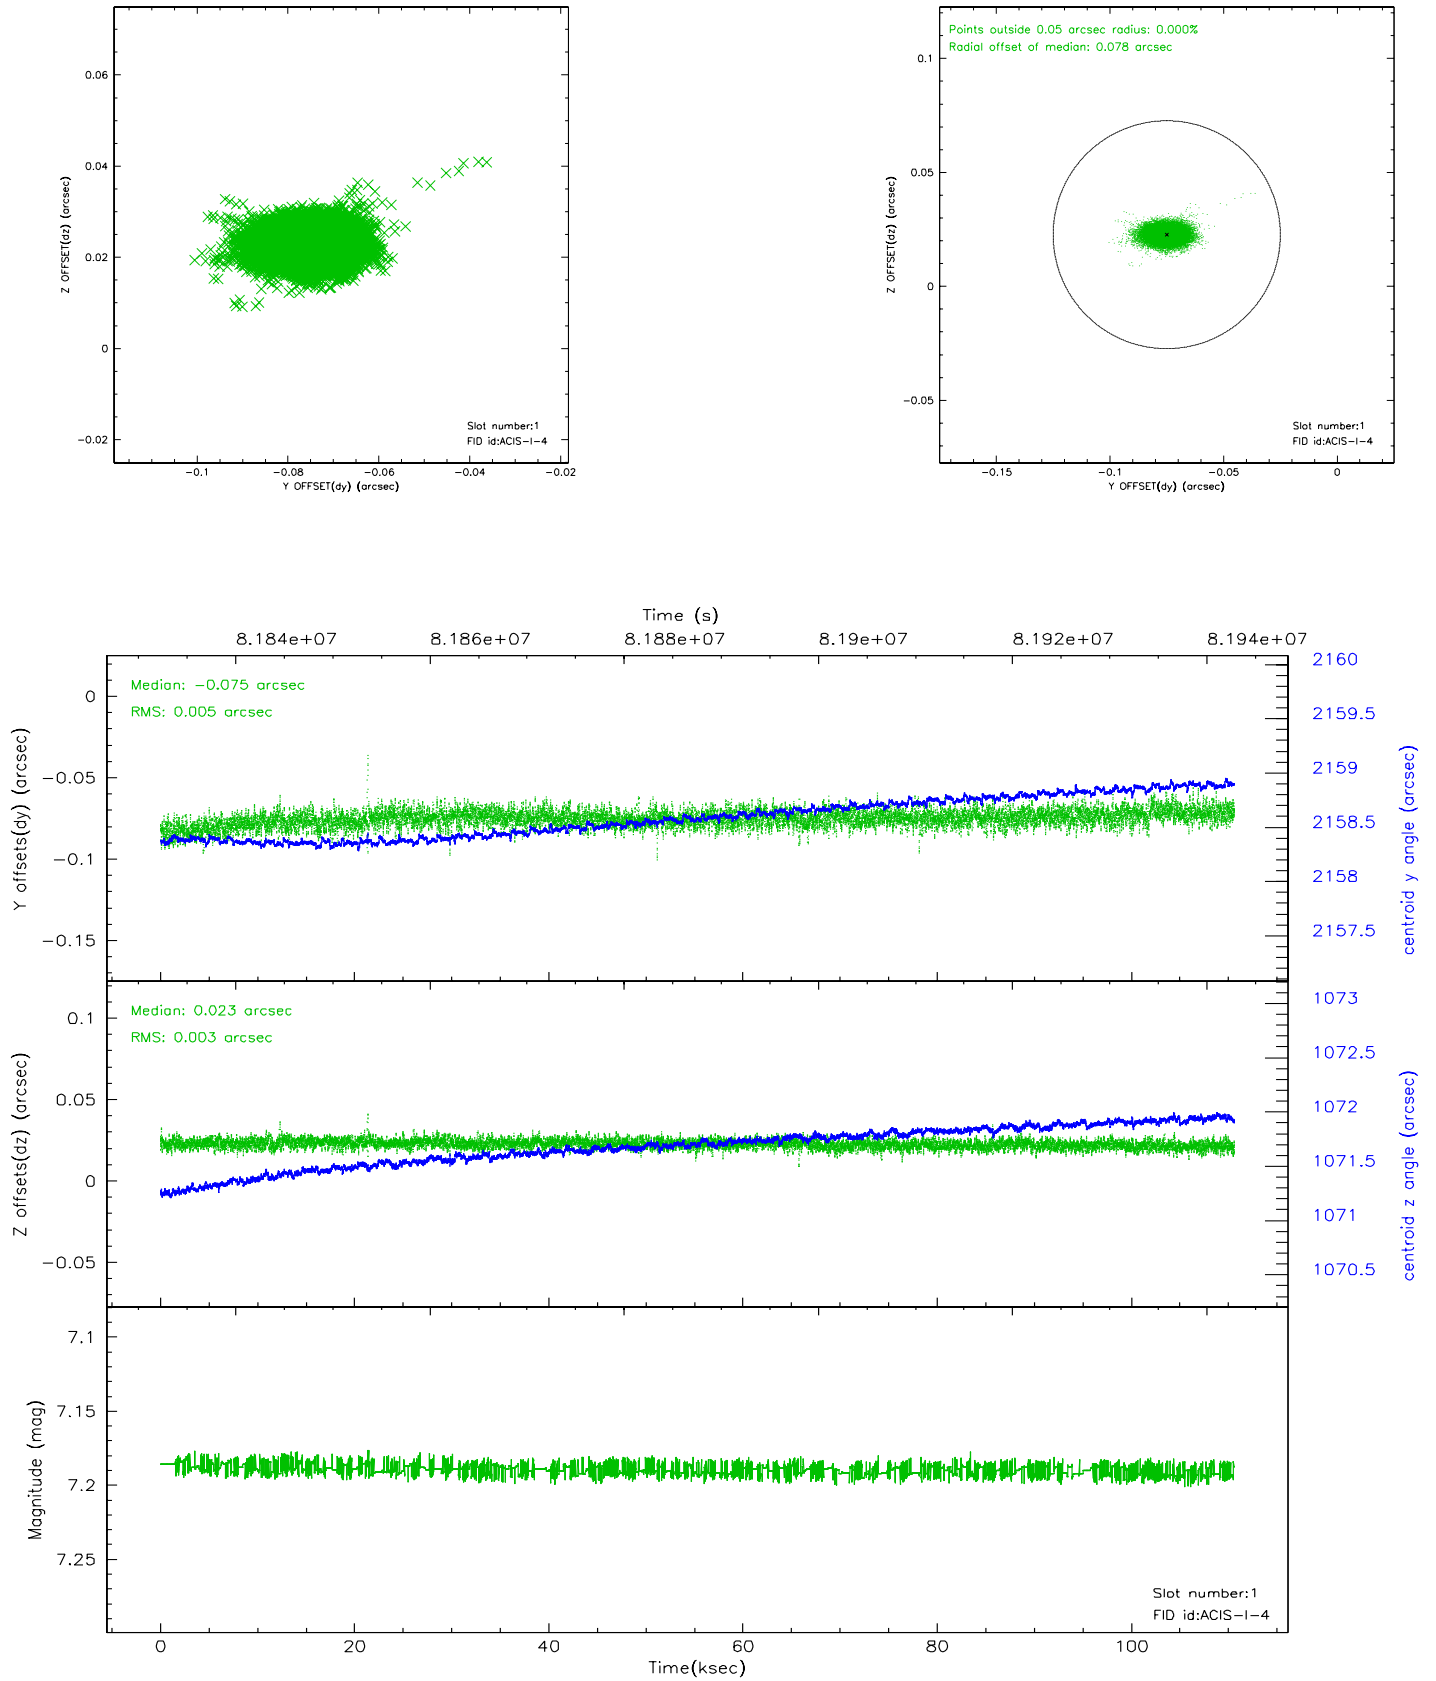 0.06
0.04
0.02
0
−0.02
Z OFFSET(dz) (arcsec)
Slot number:1
FID id:ACIS−I−4
−0.1 −0.08 −0.06 −0.04 −0.02
Y OFFSET(dy) (arcsec)
Points outside 0.05 arcsec radius: 0.000%
Radial offset of median: 0.078 arcsec
0.1
0.05
0
−0.05
Z OFFSET(dz) (arcsec)
Slot number:1
FID id:ACIS−I−4
−0.15 −0.1 −0.05 0
Y OFFSET(dy) (arcsec)
Time (s)
8.184e+07 8.186e+07 8.188e+07 8.19e+07 8.192e+07 8.194e+07
Median: −0.075 arcsec
RMS: 0.005 arcsec
0
−0.05
−0.1
−0.15
Y offsets(dy) (arcsec)
2160
2159.5
2159
2158.5
2158
2157.5
centroid y angle (arcsec)
Median: 0.023 arcsec
RMS: 0.003 arcsec
0.1
0.05
0
−0.05
Z offsets(dz) (arcsec)
1073
1072.5
1072
1071.5
1071
1070.5
centroid z angle (arcsec)
7.1
7.15
7.2
7.25
Magnitude (mag)
Slot number:1
FID id:ACIS−I−4
0 20 40 60 80 100
Time(ksec)